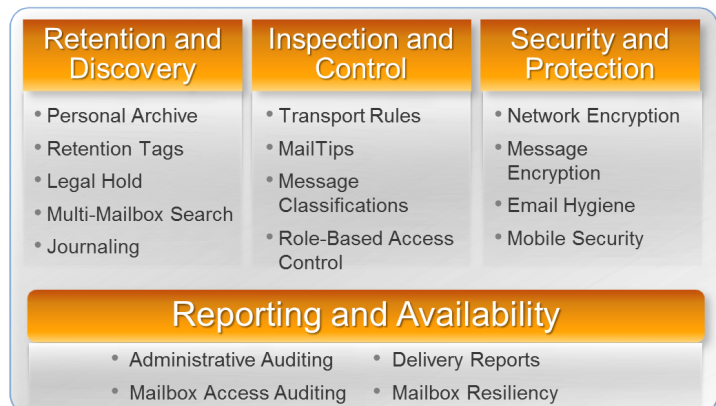 Retention and
Discovery
• Personal Archive
• Retention Tags
• Legal Hold
• Multi-Mailbox Search
• Journaling
Inspection and
Control
• Transport Rules
• MailTips
• Message
Classifications
• Role-Based Access
Control
Security and
Protection
• Network Encryption
• Message
Encryption
• Email Hygiene
• Mobile Security
Reporting and Availability
• Administrative Auditing
• Mailbox Access Auditing
• Delivery Reports
• Mailbox Resiliency